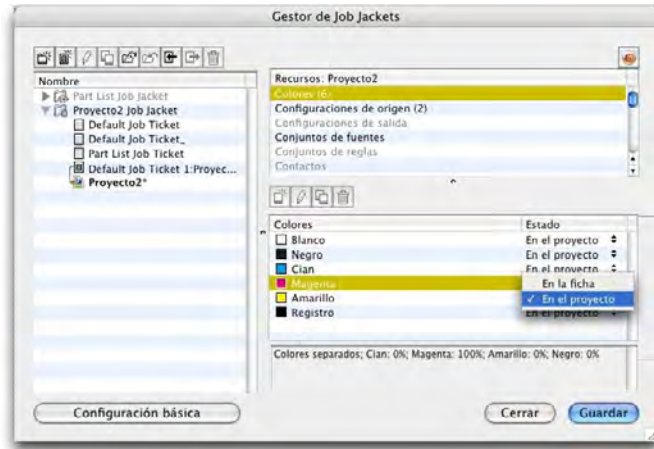 Gestor de Job Jackets
Nombre
Part List Job Jacket
Proyecto2 Job Jacket
Default Job Ticket
Default Job Ticket_
Part List Job Ticket
Default Job Ticket 1:Proyec...
Proyecto2*
Recursos: Proyecto2
Colores (6)
Configuraciones de origen (2)
Configuraciones de salida
Conjuntos de fuentes
Conjuntos de reglas
Contactos
Colores Estado
Blanco En el proyecto
Negro En el proyecto
Cian En el proyecto
Magenta En la ficha
✓ En el proyecto
Amarillo
Registro En el proyecto
Colores separados; Cian: 0%; Magenta: 100%; Amarillo: 0%; Negro: 0%
Configuración básica Cerrar Guardar